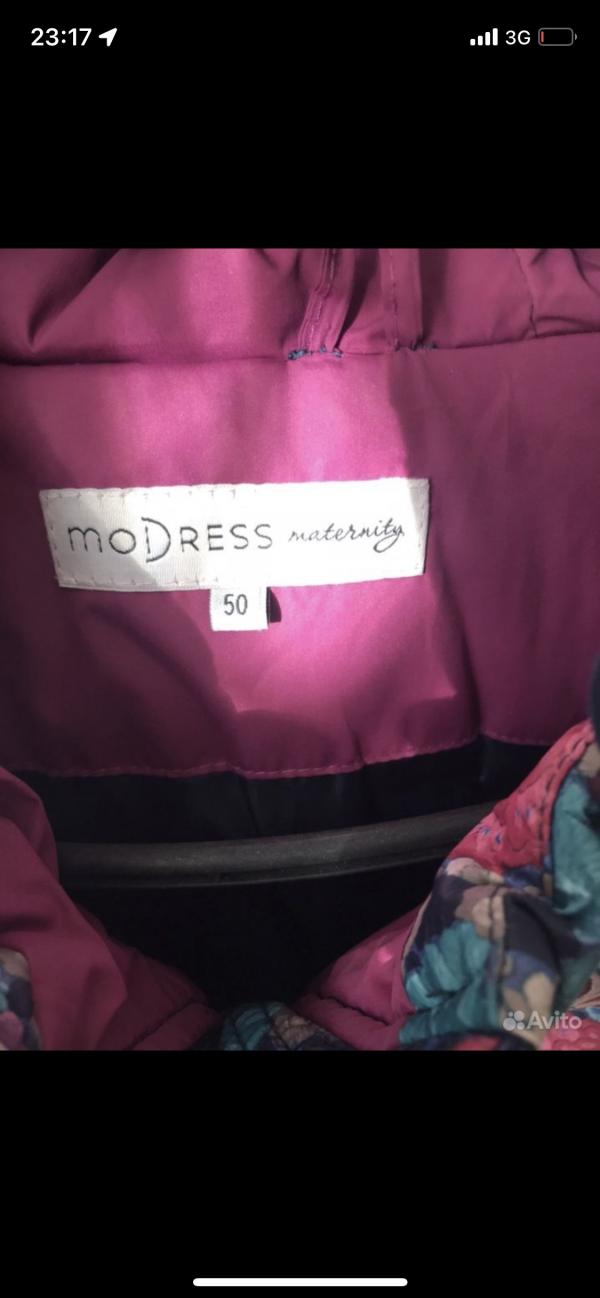 23:17
3G
moDRESS maternity
50
Avito